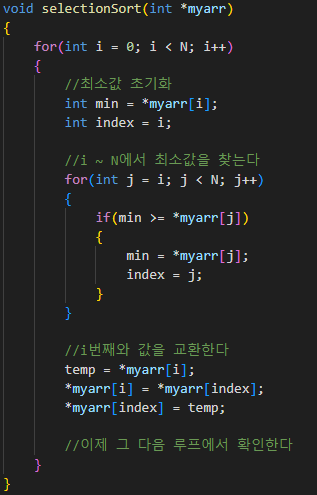 void selectionSort(int *myarr)
{
    for(int i = 0; i < N; i++)
    {
        //최소값 초기화
        int min = *myarr[i];
        int index = i;

        //i ~ N에서 최소값을 찾는다
        for(int j = i; j < N; j++)
        {
            if(min >= *myarr[j])
            {
                min = *myarr[j];
                index = j;
            }
        }

        //i번째와 값을 교환한다
        temp = *myarr[i];
        *myarr[i] = *myarr[index];
        *myarr[index] = temp;

        //이제 그 다음 루프에서 확인한다
    }
}